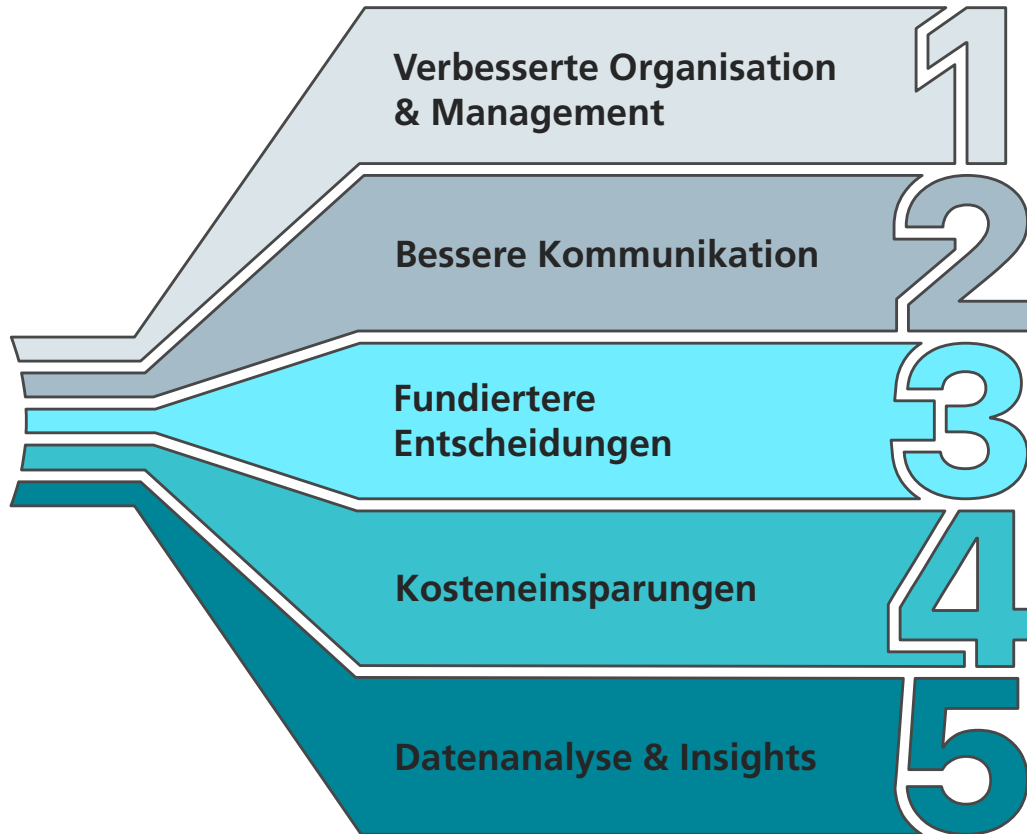 Verbesserte Organisation
& Management
1
Bessere Kommunikation
2
Fundiertere
Entscheidungen
3
Kosteneinsparungen
4
Datenanalyse & Insights
5